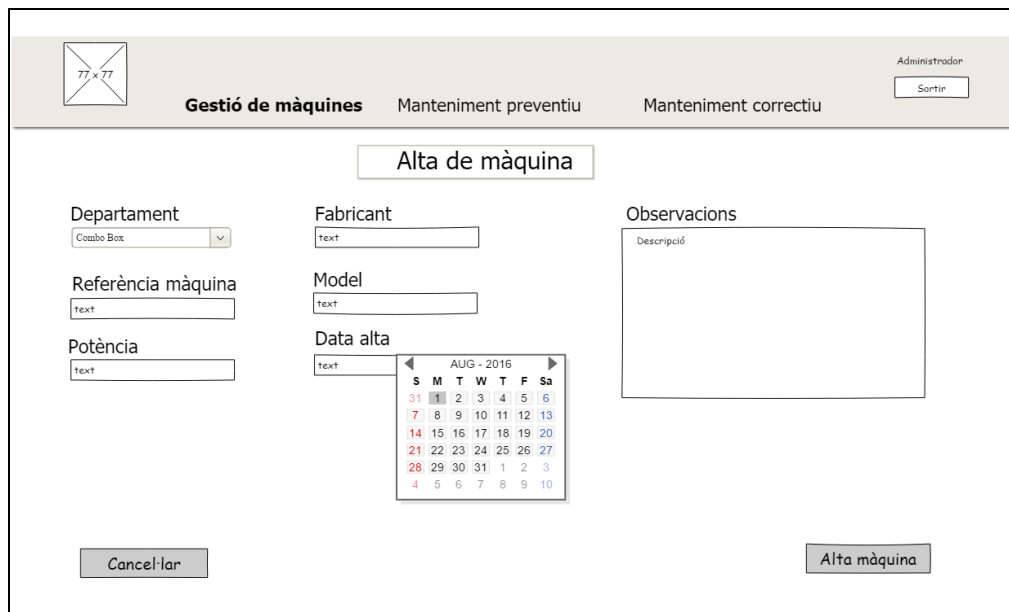 77 x 77
Administrador
Sortir
Gestió de màquines Manteniment preventiu Manteniment correctiu
Alta de màquina
Departament Fabricant Observacions
Combo Box text Descripció
Referència màquina Model
text text
Potència Data alta
text text
AUG - 2016
S M T W T F Sa
31 1 2 3 4 5 6
7 8 9 10 11 12 13
14 15 16 17 18 19 20
21 22 23 24 25 26 27
28 29 30 31 1 2 3
4 5 6 7 8 9 10
Cancel·lar Alta màquina